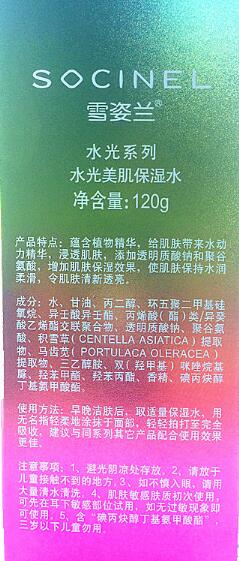 SOCINEL
雪姿兰®
水光系列
水光美肌保湿水
净含量:120g
产品特点：蕴含植物精华，给肌肤带来水动
力精华，浸透肌肤，添加透明质酸钠和聚谷
氨酸，增加肌肤保湿效果，使肌肤保持水润
柔滑，令肌肤清新透亮。
成分：水、甘油、丙二醇、环五聚二甲基硅
氧烷、异壬酸异壬酯、丙烯酸（酯）类/异癸
酸乙烯酯交联聚合物、透明质酸钠、聚谷氨
酸、积雪草(CENTELLA ASIATICA) 提取
物、马齿苋(PORTULACA OLERACEA)
提取物、三乙醇胺、双(羟甲基)咪唑烷基
脲、羟苯甲酯、羟苯丙酯、香精、碘丙炔醇
丁基氨甲酸酯。
使用方法：早晚洁肤后、取适量保湿水，用
无名指轻柔地涂抹于面部，轻轻拍打至完全
吸收。建议与同系列其它产品配合使用效果
更佳。
注意事项：1、避光阴凉处存放。2、请放于
儿童接触不到的地方。3、如不慎入眼，请用
大量清水清洗。4、肌肤敏感肤质初次使用，
可先在耳下敏感部位试用，如无过敏现象即
可使用。5、含“碘丙炔醇丁基氨甲酸酯”，
三岁以下儿童勿用。